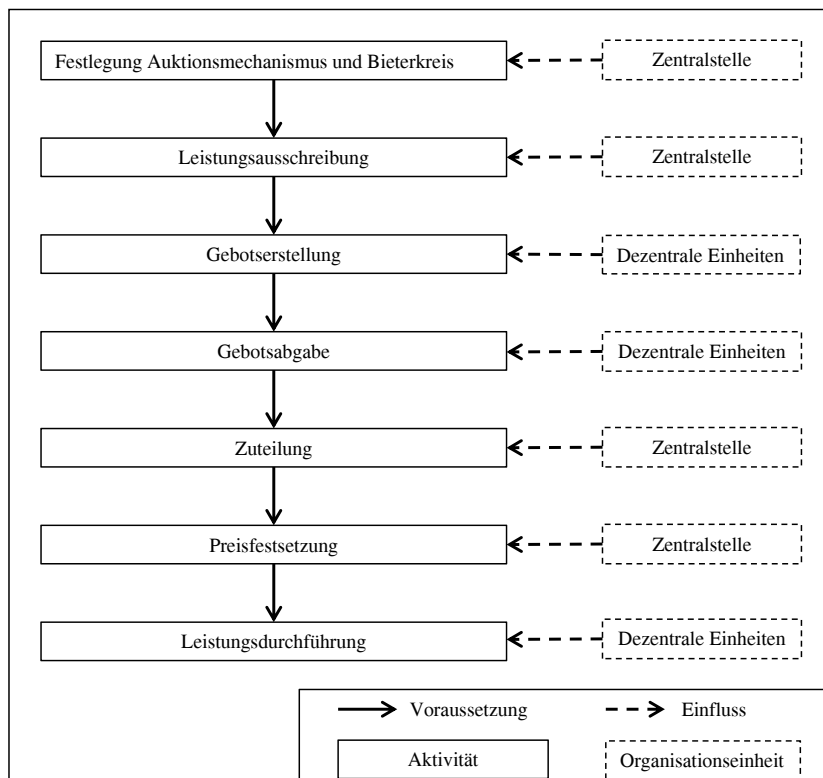 Festlegung Auktionsmechanismus und Bieterkreis
Zentralstelle
Leistungsausschreibung
Zentralstelle
Gebotserstellung
Dezentrale Einheiten
Gebotsabgabe
Dezentrale Einheiten
Zuteilung
Zentralstelle
Preisfestsetzung
Zentralstelle
Leistungsdurchführung
Dezentrale Einheiten
Voraussetzung
Einfluss
Aktivität
Organisationseinheit